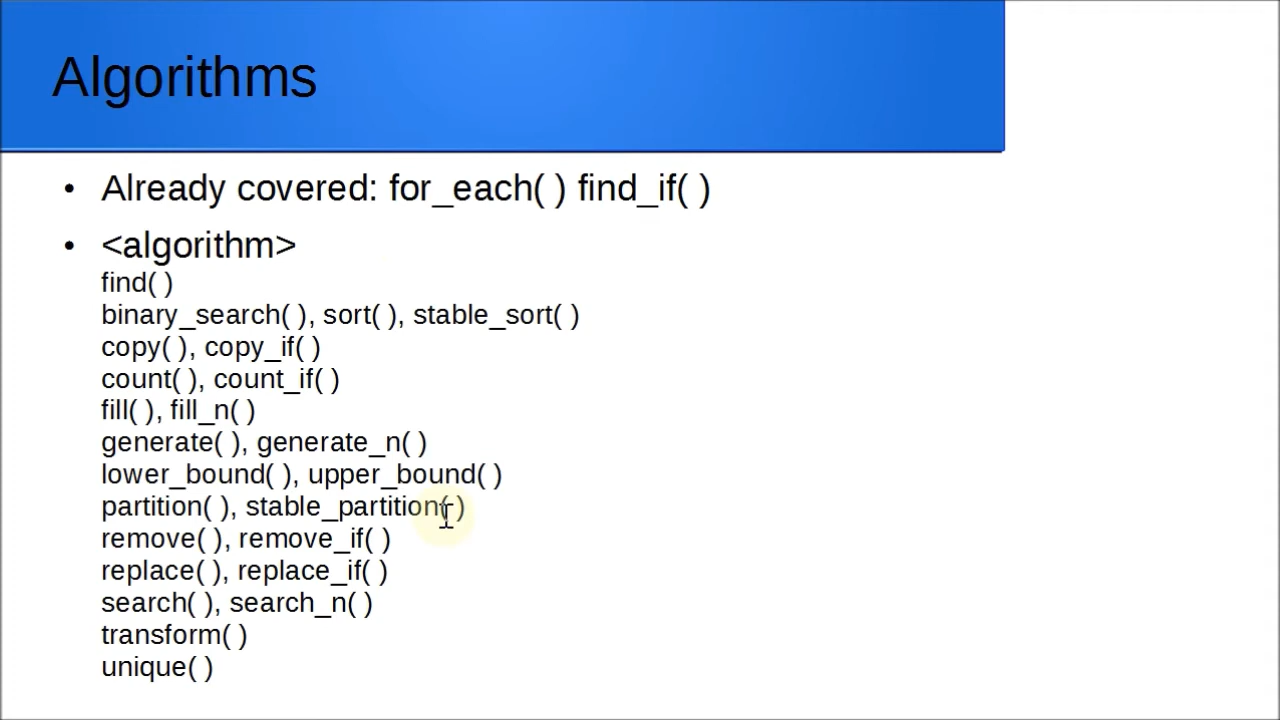 Algorithms
• Already covered: for_each( ) find_if( )
• <algorithm>
find( )
binary_search( ), sort( ), stable_sort( )
copy( ), copy_if( )
count( ), count_if( )
fill( ), fill_n( )
generate( ), generate_n( )
lower_bound( ), upper_bound( )
partition( ), stable_partition( )
remove( ), remove_if( )
replace( ), replace_if( )
search( ), search_n( )
transform( )
unique( )